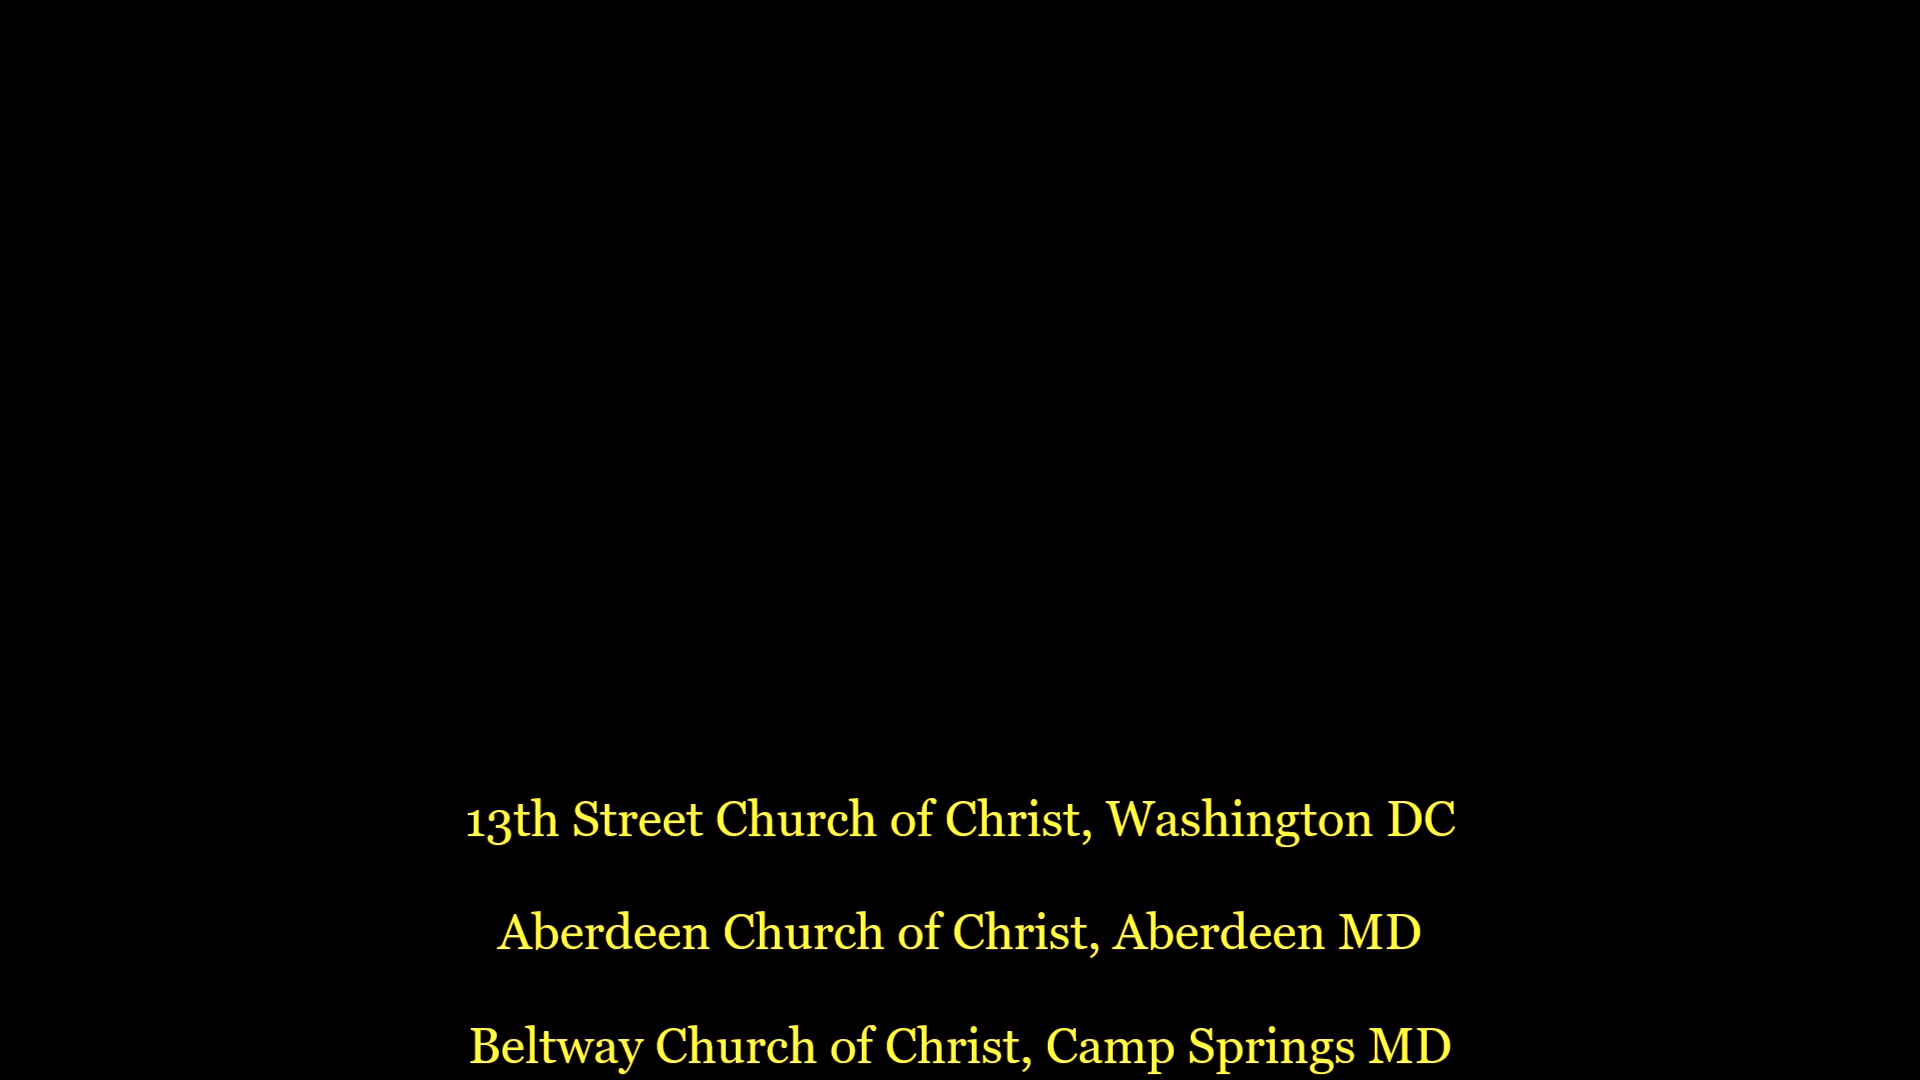 13th Street Church of Christ, Washington DC
Aberdeen Church of Christ, Aberdeen MD
Beltway Church of Christ, Camp Springs MD